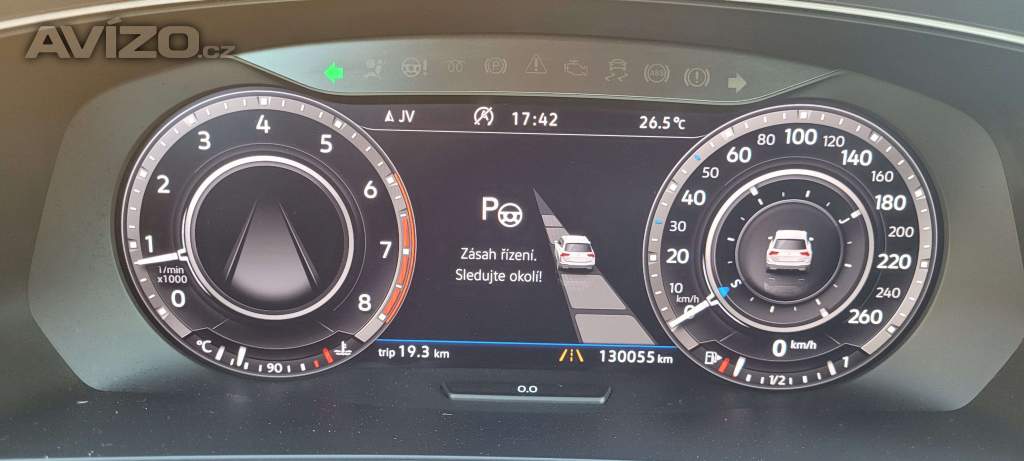 AVÍZO.cz
JV 17:42 26.5 °C
P
Zásah řízení.
Sledujte okolí!
0 1 2 3 4 5 6 7 8
1/min
x1000
°C 90
trip 19.3 km
130055 km
0.0
0 10 20 30 40 50 60 80 100 120 140 160 180 200 220 240 260
km/h
S
J
0 km/h
1/2